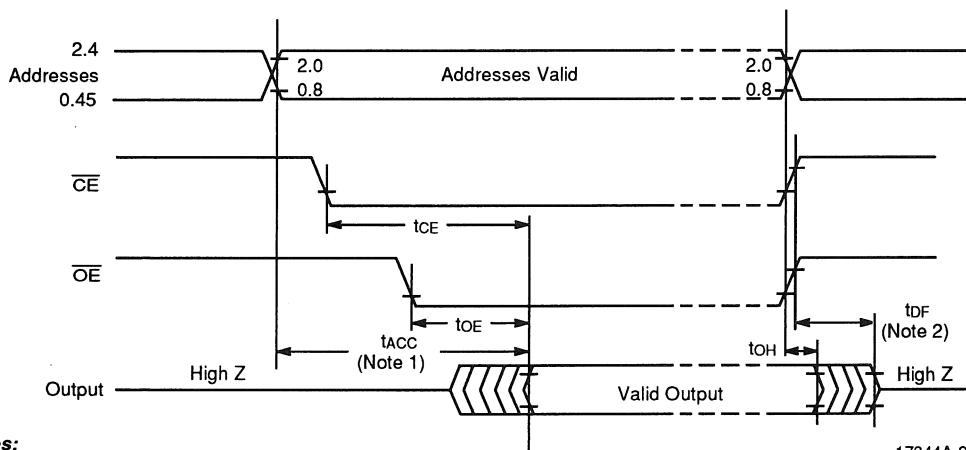 2.4
Addresses
0.45
2.0
0.8
Addresses Valid
2.0
0.8
CE
tCE
OE
tOE
tACC
(Note 1)
tOH
tDF
(Note 2)
Output
High Z
Valid Output
High Z
es: